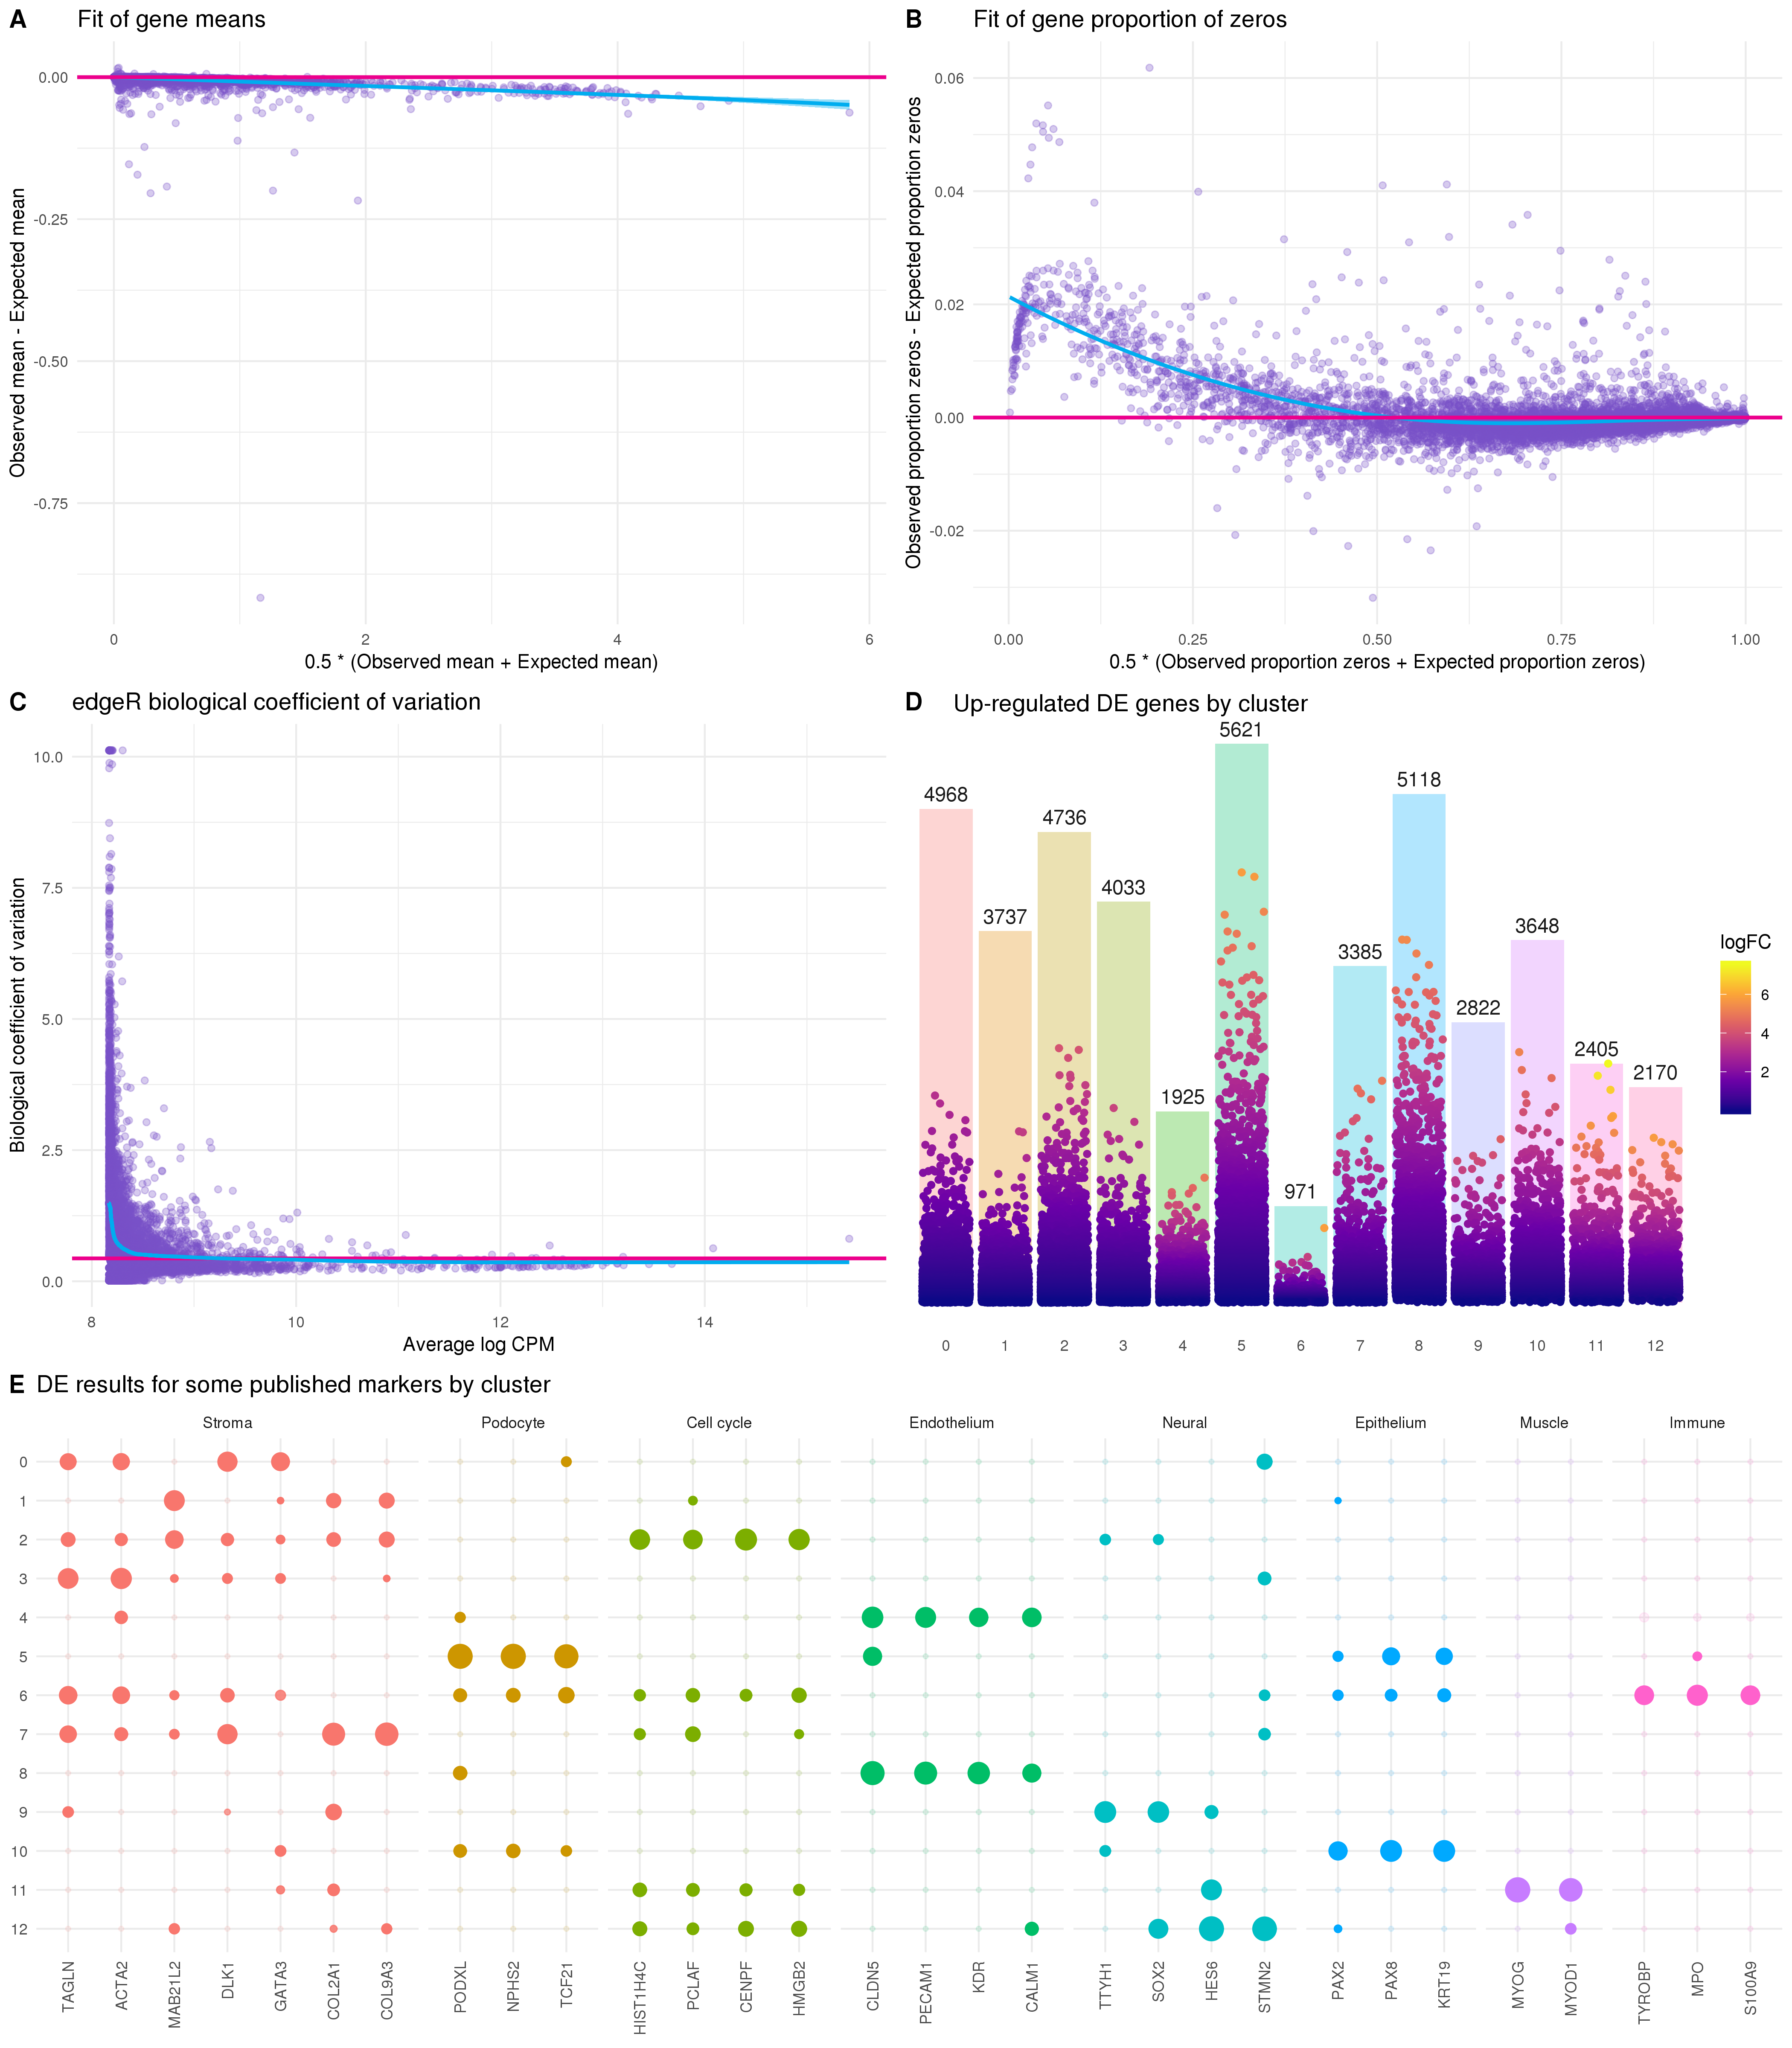 A Fit of gene means
Observed mean - Expected mean
0.00
-0.25
-0.50
-0.75
0 2 4 6
0.5 * (Observed mean + Expected mean)
B Fit of gene proportion of zeros
Observed proportion zeros - Expected proportion zeros
0.06
0.04
0.02
0.00
-0.02
0.00 0.25 0.50 0.75 1.00
0.5 * (Observed proportion zeros + Expected proportion zeros)
C edgeR biological coefficient of variation
Biological coefficient of variation
10.0
7.5
5.0
2.5
0.0
8 10 12 14
Average log CPM
D Up-regulated DE genes by cluster
4968 3737 4736 4033 1925 5621 971 3385 5118 2822 3648 2405 2170
0 1 2 3 4 5 6 7 8 9 10 11 12
logFC
6
4
2
E DE results for some published markers by cluster
Stroma Podocyte Cell cycle Endothelium Neural Epithelium Muscle Immune
0
1
2
3
4
5
6
7
8
9
10
11
12
TAGLN ACTA2 MAB21L2 DLK1 GATA3 COL2A1 COL9A3 PODXL NPHS2 TCF21 HIST1H4C PCLAF CENPF HMGB2 CLDN5 PECAM1 KDR CALM1 TTYH1 SOX2 HES6 STMN2 PAX2 PAX8 KRT19 MYOG MYOD1 TYROBP MPO S100A9